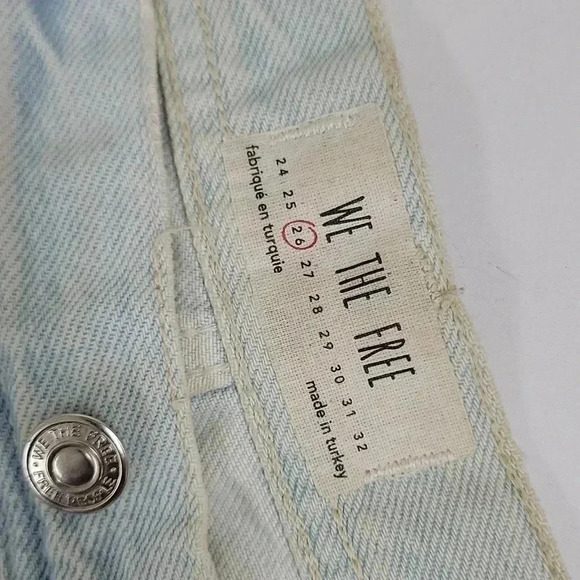 WE THE FREE
24 25 26 27 28 29 30 31 32
fabriqué en turquie
made in turkey
WE THE FREE
FREE PEOPLE